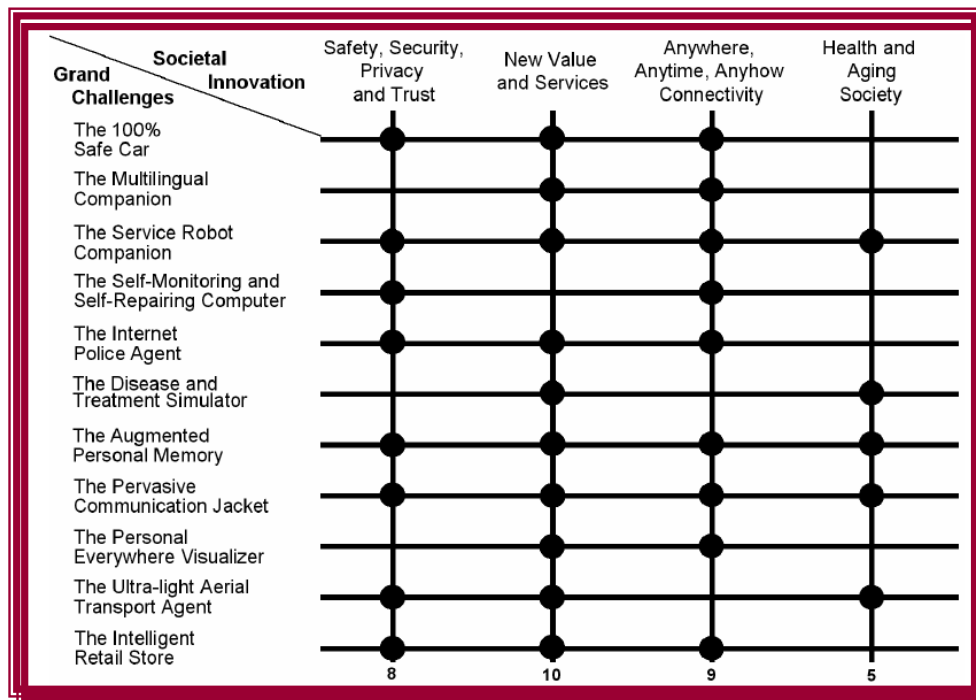 Societal
Innovation
Grand
Challenges
Safety, Security,
Privacy
and Trust
New Value
and Services
Anywhere,
Anytime, Anyhow
Connectivity
Health and
Aging
Society
The 100%
Safe Car
The Multilingual
Companion
The Service Robot
Companion
The Self-Monitoring and
Self-Repairing Computer
The Internet
Police Agent
The Disease and
Treatment Simulator
The Augmented
Personal Memory
The Pervasive
Communication Jacket
The Personal
Everywhere Visualizer
The Ultra-light Aerial
Transport Agent
The Intelligent
Retail Store
8 10 9 5